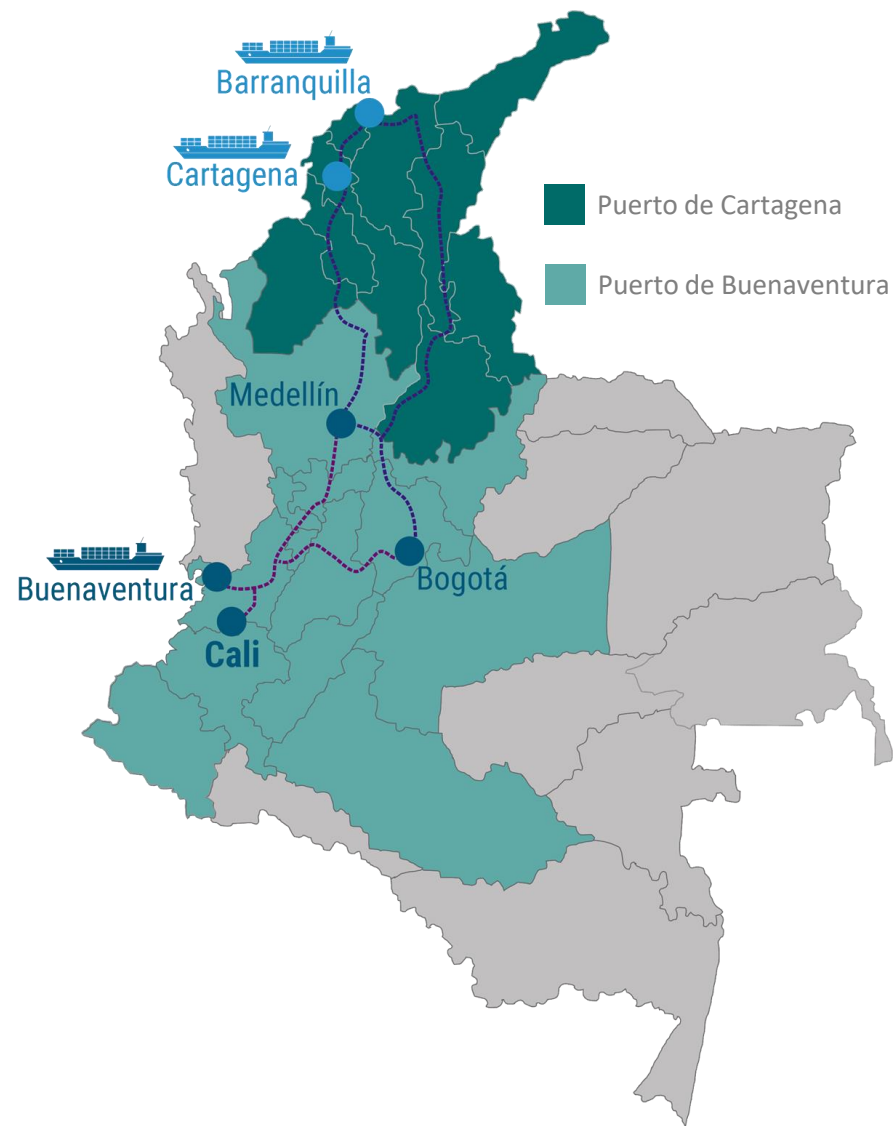 Barranquilla
Cartagena
Puerto de Cartagena
Puerto de Buenaventura
Medellín
Buenaventura
Bogotá
Cali